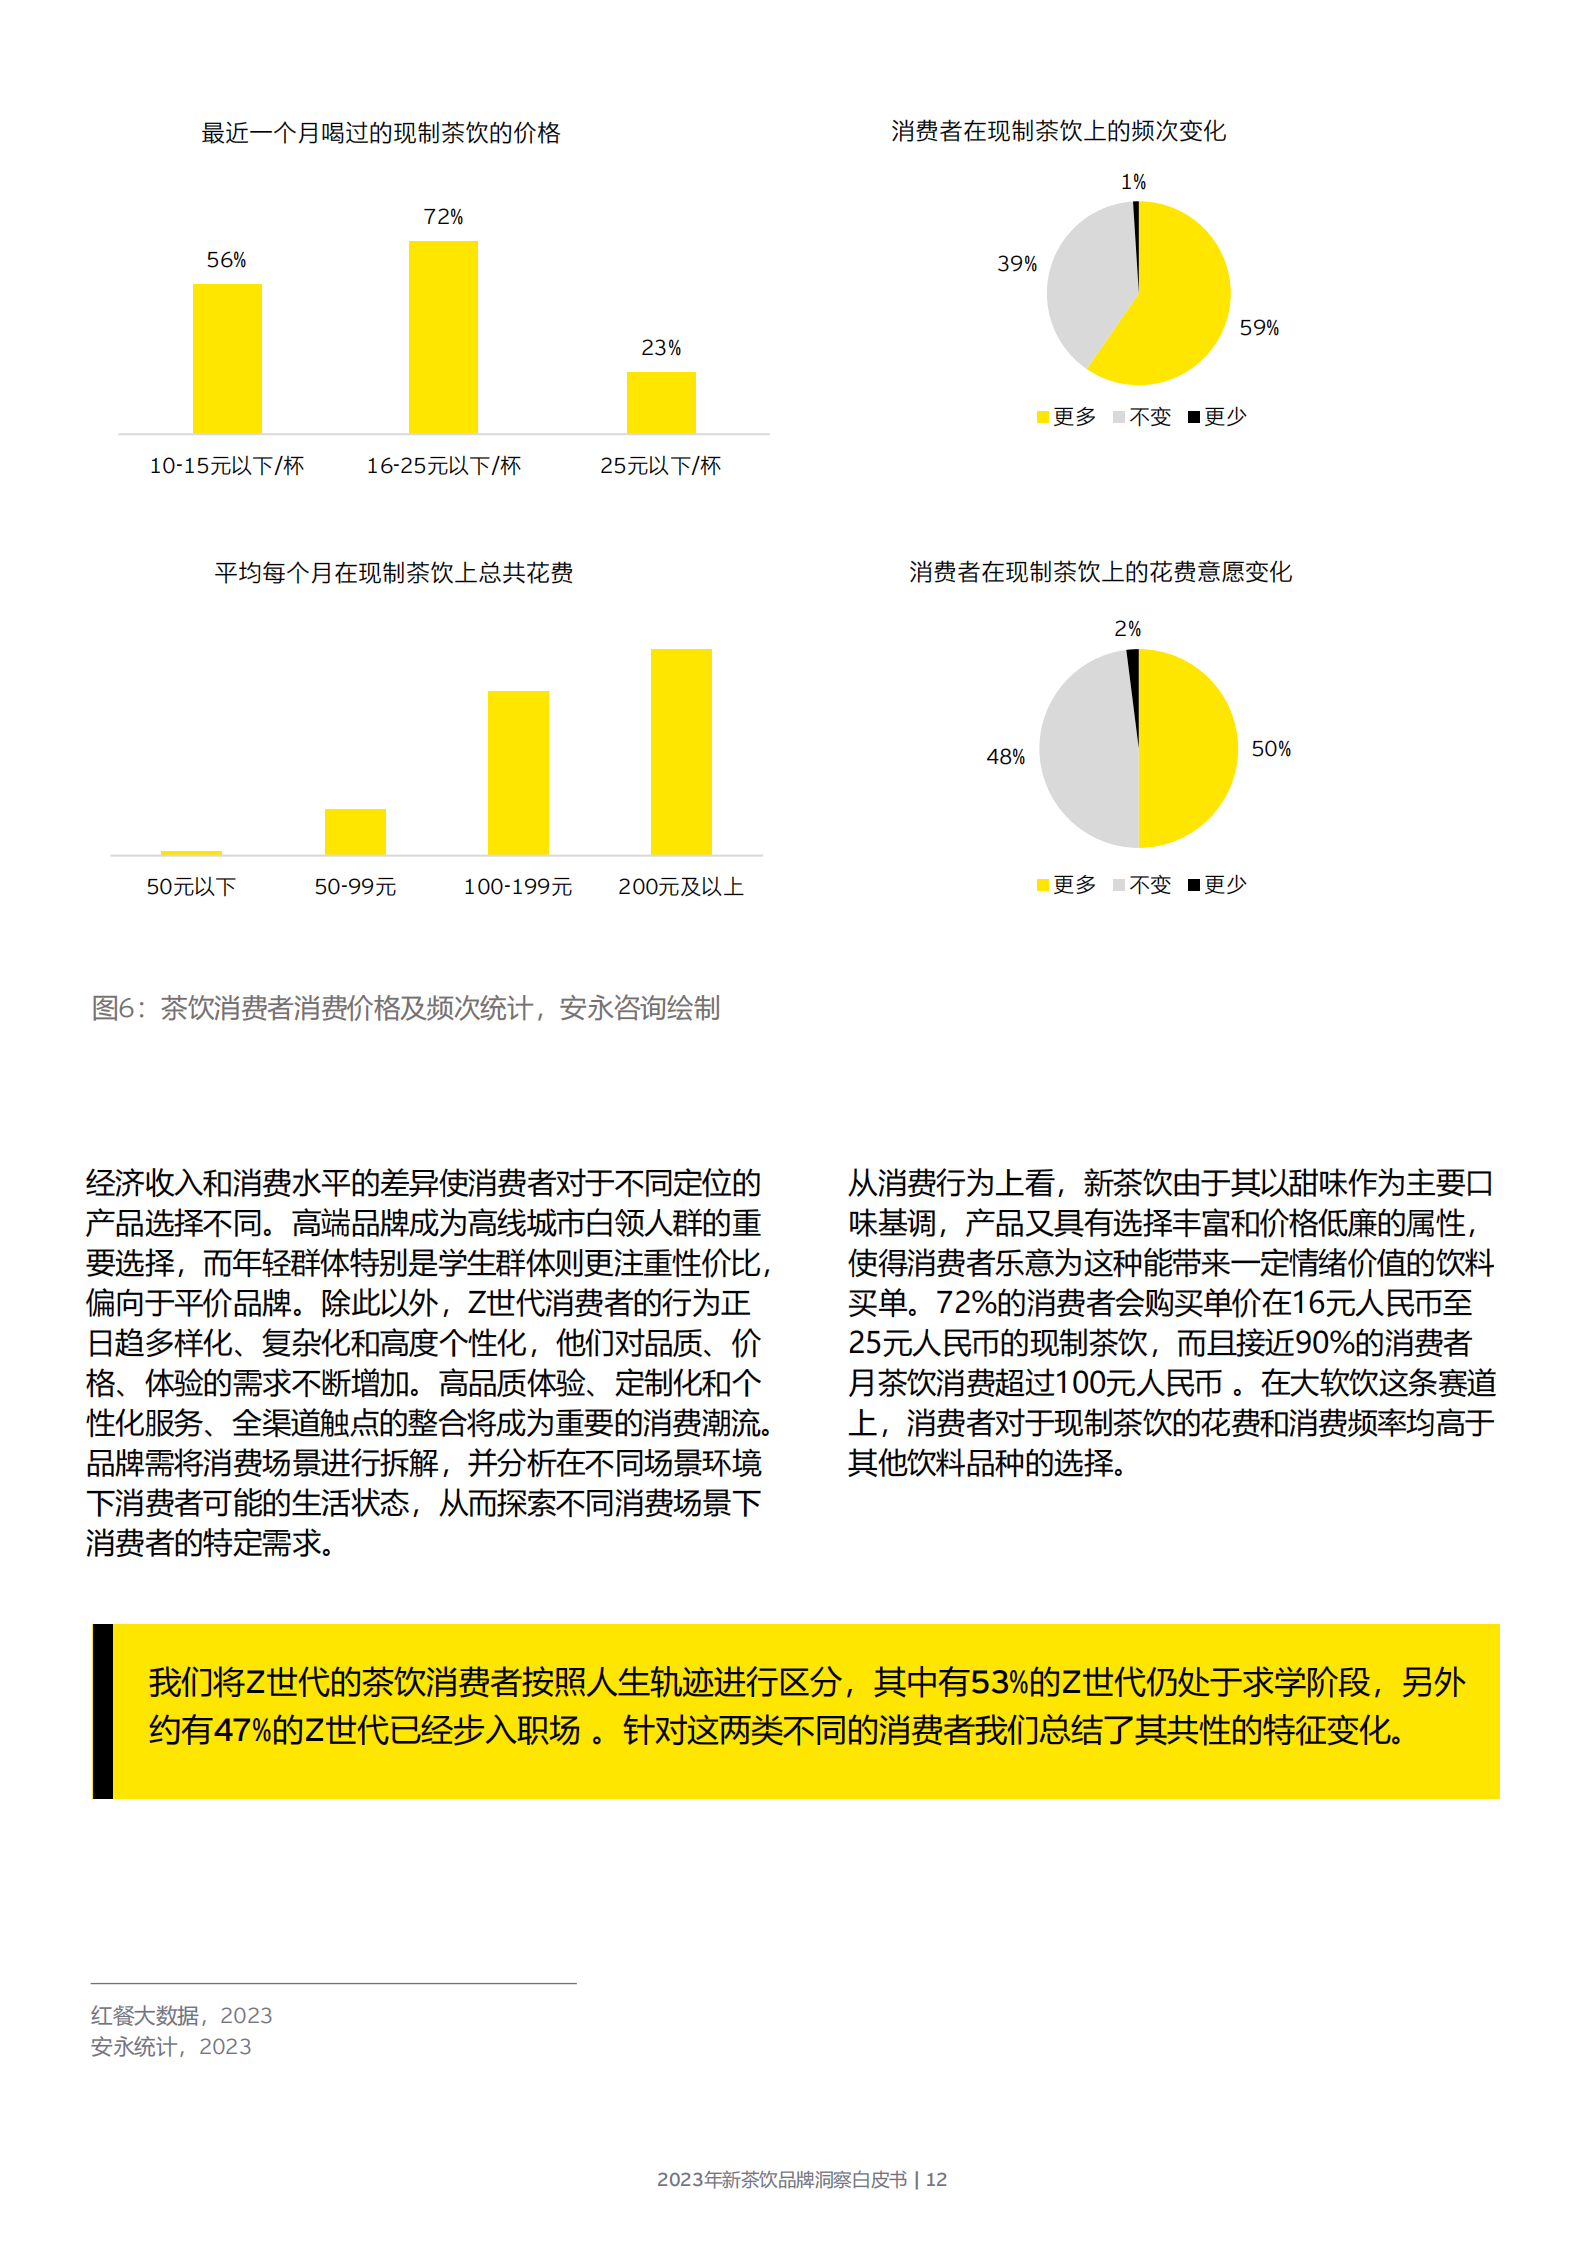 最近一个月喝过的现制茶饮的价格
56%
72%
23%
10-15元以下/杯
16-25元以下/杯
25元以下/杯
消费者在现制茶饮上的频次变化
1%
39%
59%
更多 不变 更少
平均每个月在现制茶饮上总共花费
50元以下
50-99元
100-199元
200元及以上
消费者在现制茶饮上的花费意愿变化
2%
48%
50%
更多 不变 更少
图6：茶饮消费者消费价格及频次统计，安永咨询绘制
经济收入和消费水平的差异使消费者对于不同定位的
产品选择不同。高端品牌成为高线城市白领人群的重
要选择，而年轻群体特别是学生群体则更注重性价比，
偏向于平价品牌。除此以外，Z世代消费者的行为正
日趋多样化、复杂化和高度个性化，他们对品质、价
格、体验的需求不断增加。高品质体验、定制化和个
性化服务、全渠道触点的整合将成为重要的消费潮流。
品牌需将消费场景进行拆解，并分析在不同场景环境
下消费者可能的生活状态，从而探索不同消费场景下
消费者的特定需求。
从消费行为上看，新茶饮由于其以甜味作为主要口
味基调，产品又具有选择丰富和价格低廉的属性，
使得消费者乐意为这种能带来一定情绪价值的饮料
买单。72%的消费者会购买单价在16元人民币至
25元人民币的现制茶饮，而且接近90%的消费者
月茶饮消费超过100元人民币 。在大软饮这条赛道
上，消费者对于现制茶饮的花费和消费频率均高于
其他饮料品种的选择。
我们将Z世代的茶饮消费者按照人生轨迹进行区分，其中有53%的Z世代仍处于求学阶段，另外
约有47%的Z世代已经步入职场 。针对这两类不同的消费者我们总结了其共性的特征变化。
红餐大数据，2023
安永统计，2023
2023年新茶饮品牌洞察白皮书 | 12